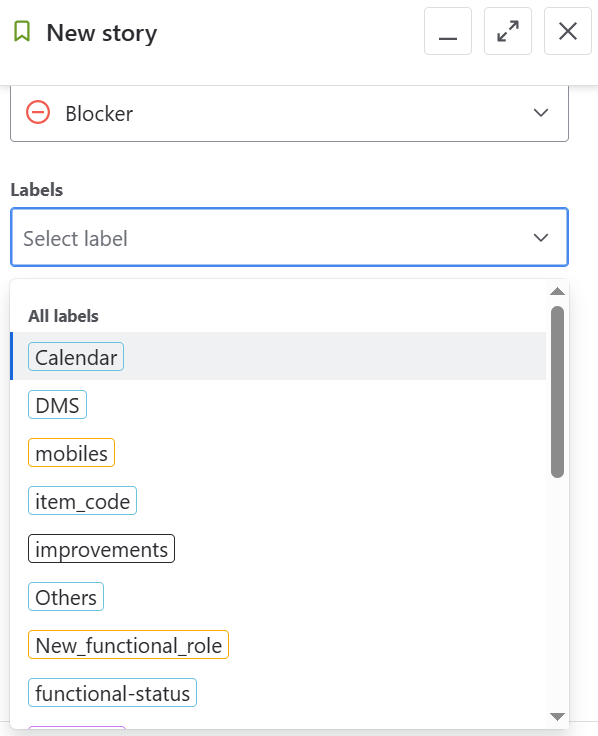 New story
Blocker
Labels
Select label
All labels
Calendar
DMS
mobiles
item_code
improvements
Others
New_functional_role
functional-status